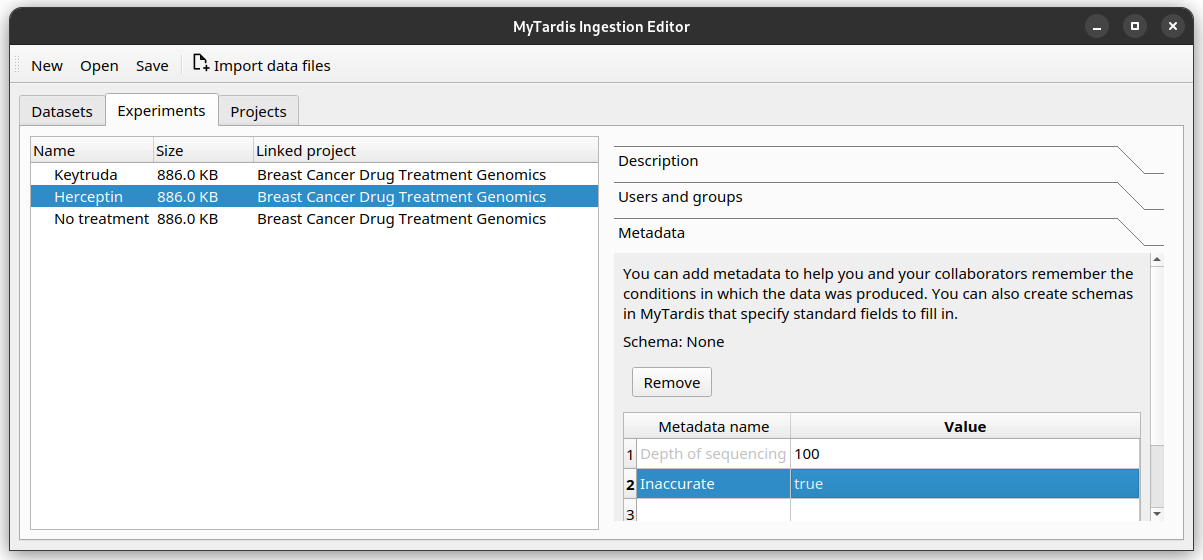 MyTardis Ingestion Editor
New Open Save Import data files
Datasets Experiments Projects
Name Size Linked project
Keytruda 886.0 KB Breast Cancer Drug Treatment Genomics
Herceptin 886.0 KB Breast Cancer Drug Treatment Genomics
No treatment 886.0 KB Breast Cancer Drug Treatment Genomics
Description
Users and groups
Metadata
You can add metadata to help you and your collaborators remember the
conditions in which the data was produced. You can also create schemas
in MyTardis that specify standard fields to fill in.
Schema: None
Remove
Metadata name Value
1 Depth of sequencing 100
2 Inaccurate true
3